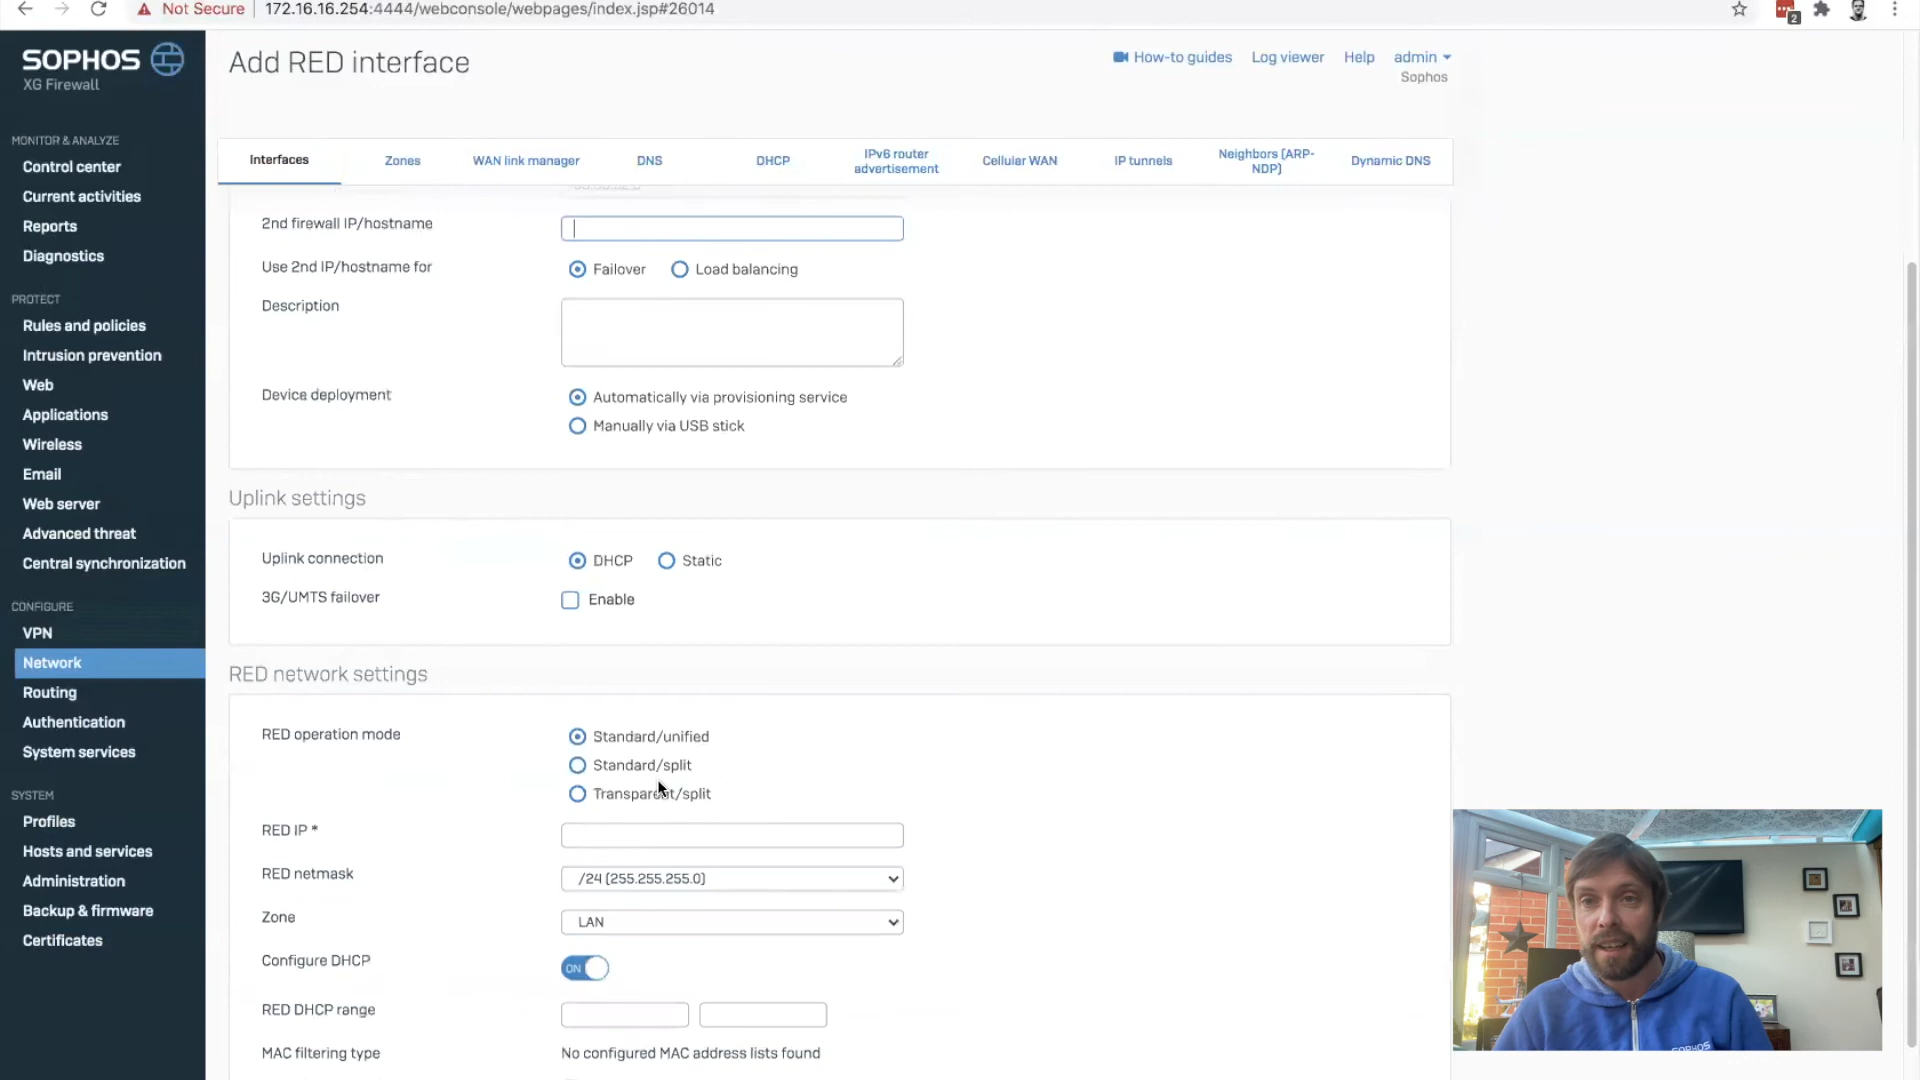 Not Secure
172.16.16.254:4444/webconsole/webpages/index.jsp#26014
2
SOPHOS
XG Firewall
Add RED interface
How-to guides
Log viewer
Help
admin
Sophos
Interfaces
Zones
WAN link manager
DNS
DHCP
IPv6 router
advertisement
Cellular WAN
IP tunnels
Neighbors (ARP-
NDP)
Dynamic DNS
MONITOR & ANALYZE
Control center
Current activities
Reports
Diagnostics
PROTECT
Rules and policies
Intrusion prevention
Web
Applications
Wireless
Email
Web server
Advanced threat
Central synchronization
CONFIGURE
VPN
Network
Routing
Authentication
System services
SYSTEM
Profiles
Hosts and services
Administration
Backup & firmware
Certificates
2nd firewall IP/hostname
Use 2nd IP/hostname for
Failover
Load balancing
Description
Device deployment
Automatically via provisioning service
Manually via USB stick
Uplink settings
Uplink connection
DHCP
Static
3G/UMTS failover
Enable
RED network settings
RED operation mode
Standard/unified
Standard/split
Transparent/split
RED IP *
RED netmask
/24 (255.255.255.0)
Zone
LAN
Configure DHCP
ON
RED DHCP range
MAC filtering type
No configured MAC address lists found
SOPHOS